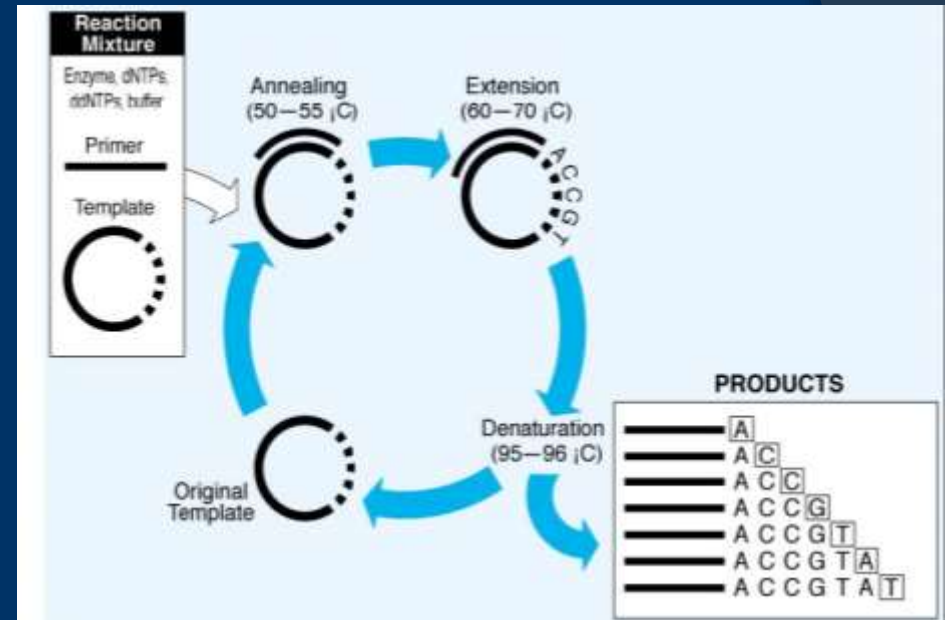 Reaction
Mixture
Enzyme, dNTPs,
ddNTPs, buffer
Primer
Template
Annealing
(50—55 ¡C)
Extension
(60—70 ¡C)
A
C
C
G
T
Denaturation
(95—96 ¡C)
Original
Template
PRODUCTS
A
A C
A C C
A C C G
A C C G T
A C C G T A
A C C G T A T